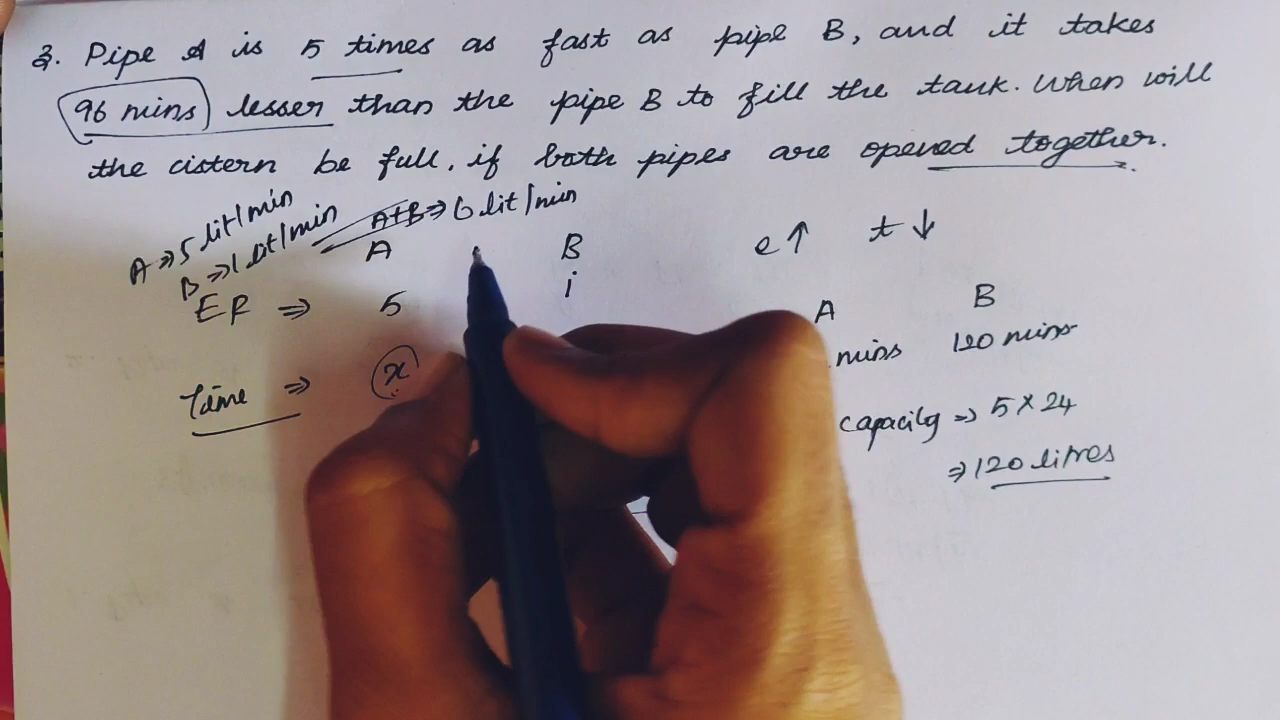 3. Pipe A is 5 times as fast as pipe B, and it takes
96 mins lesser than the pipe B to fill the tank. When will
the cistern be full, if both pipes are opened together.
A ⇒ 5 lit/min
B ⇒ 1 lit/min
A+B ⇒ 6 lit/min
A B
ER ⇒ 5 1
Time ⇒ x
e ↑ t ↓
A B
mins 120 mins
capacity ⇒ 5 × 24
⇒ 120 litres